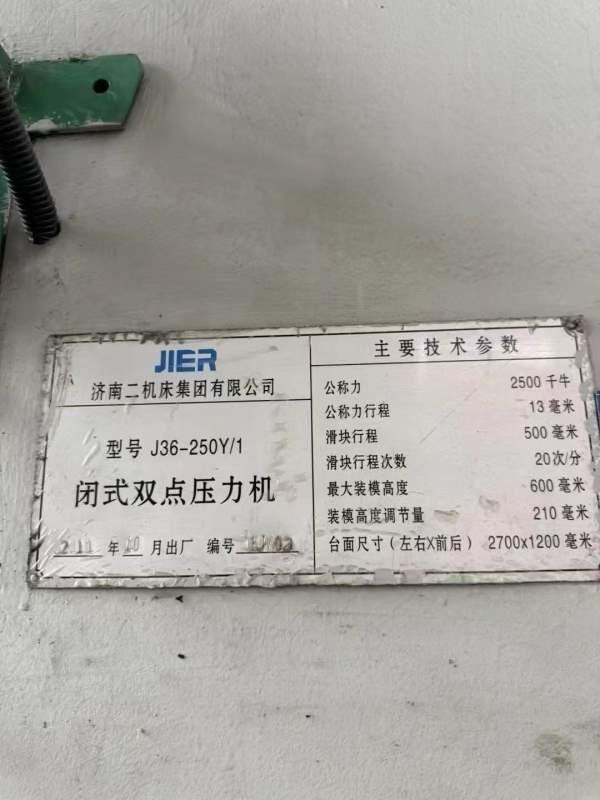 JIER
济南二机床集团有限公司
型号 J36-250Y/1
闭式双点压力机
年 10 月出厂 编号
主要技术参数
公称力 2500 千牛
公称力行程 13 毫米
滑块行程 500 毫米
滑块行程次数 20次/分
最大装模高度 600 毫米
装模高度调节量 210 毫米
台面尺寸(左右X前后) 2700x1200 毫米